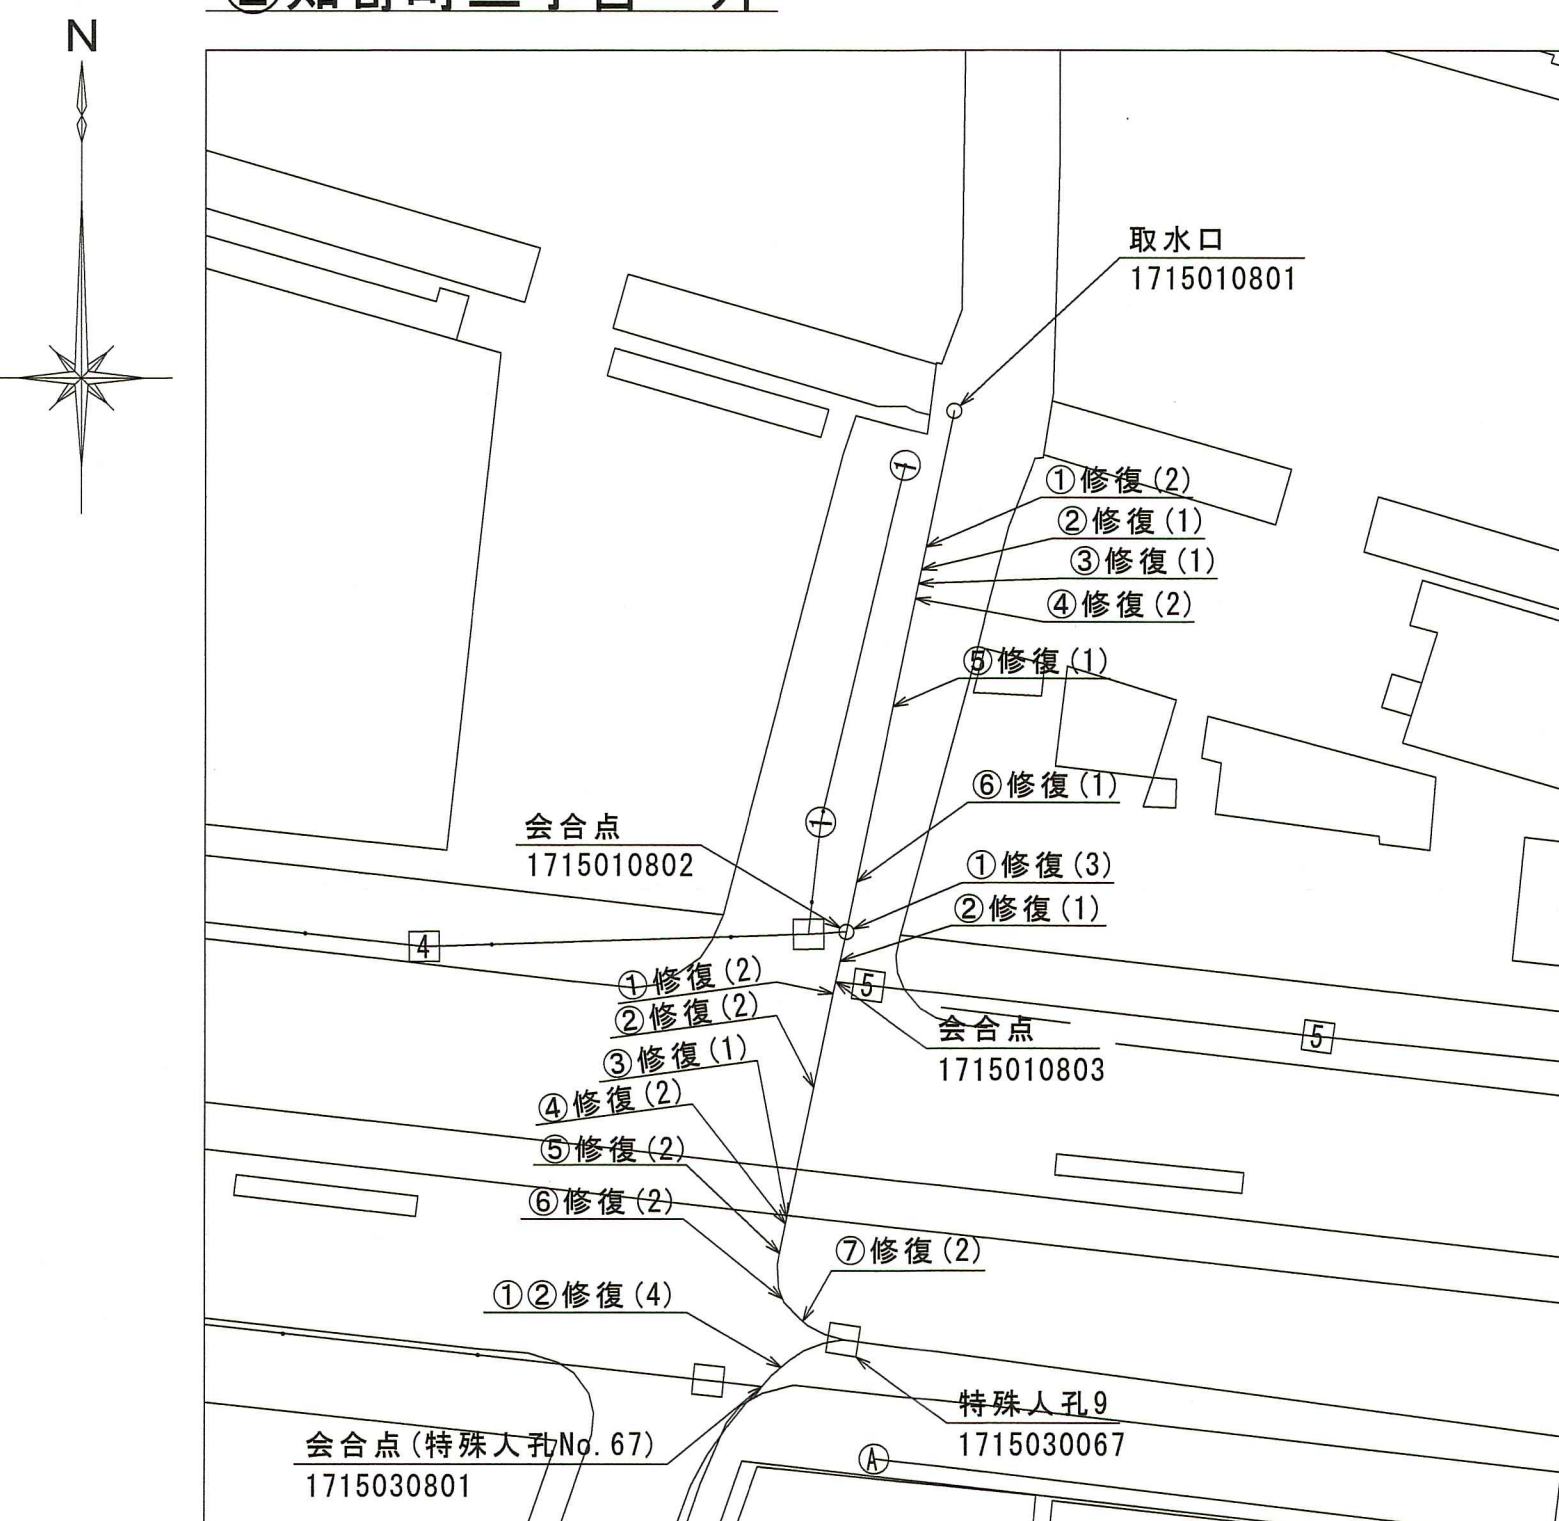 N
取水口
1715010801
1
①修復(2)
②修復(1)
③修復(1)
④修復(2)
⑤修復(1)
⑥修復(1)
1
会合点
1715010802
①修復(3)
②修復(1)
4
①修復(2)
5
②修復(2)
会合点
1715010803
5
③修復(1)
④修復(2)
⑤修復(2)
⑥修復(2)
⑦修復(2)
①②修復(4)
特殊人孔9
1715030067
会合点(特殊人孔No.67)
1715030801
A